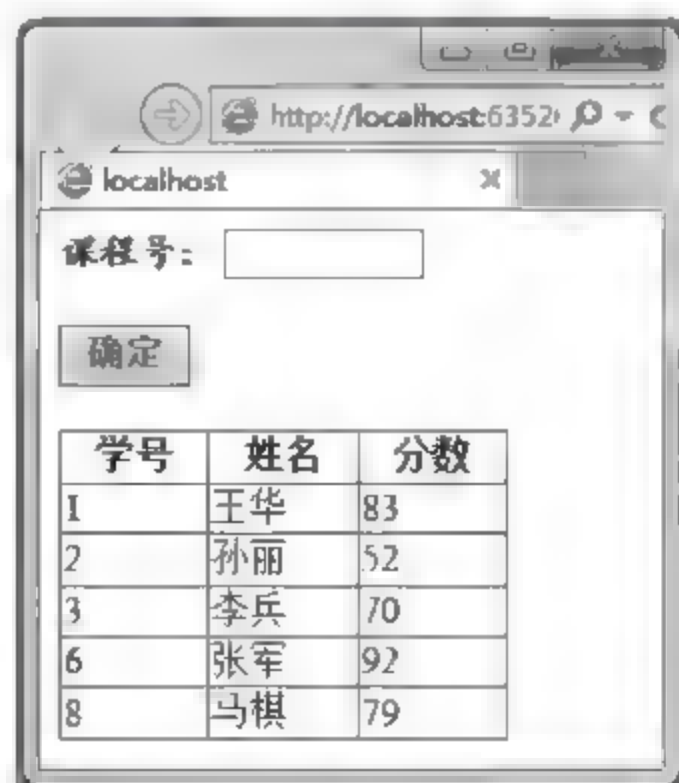 http://localhost:6352
localhost
课程号：
确定
学号 姓名 分数
1 王华 83
2 孙丽 52
3 李兵 70
6 张军 92
8 马棋 79